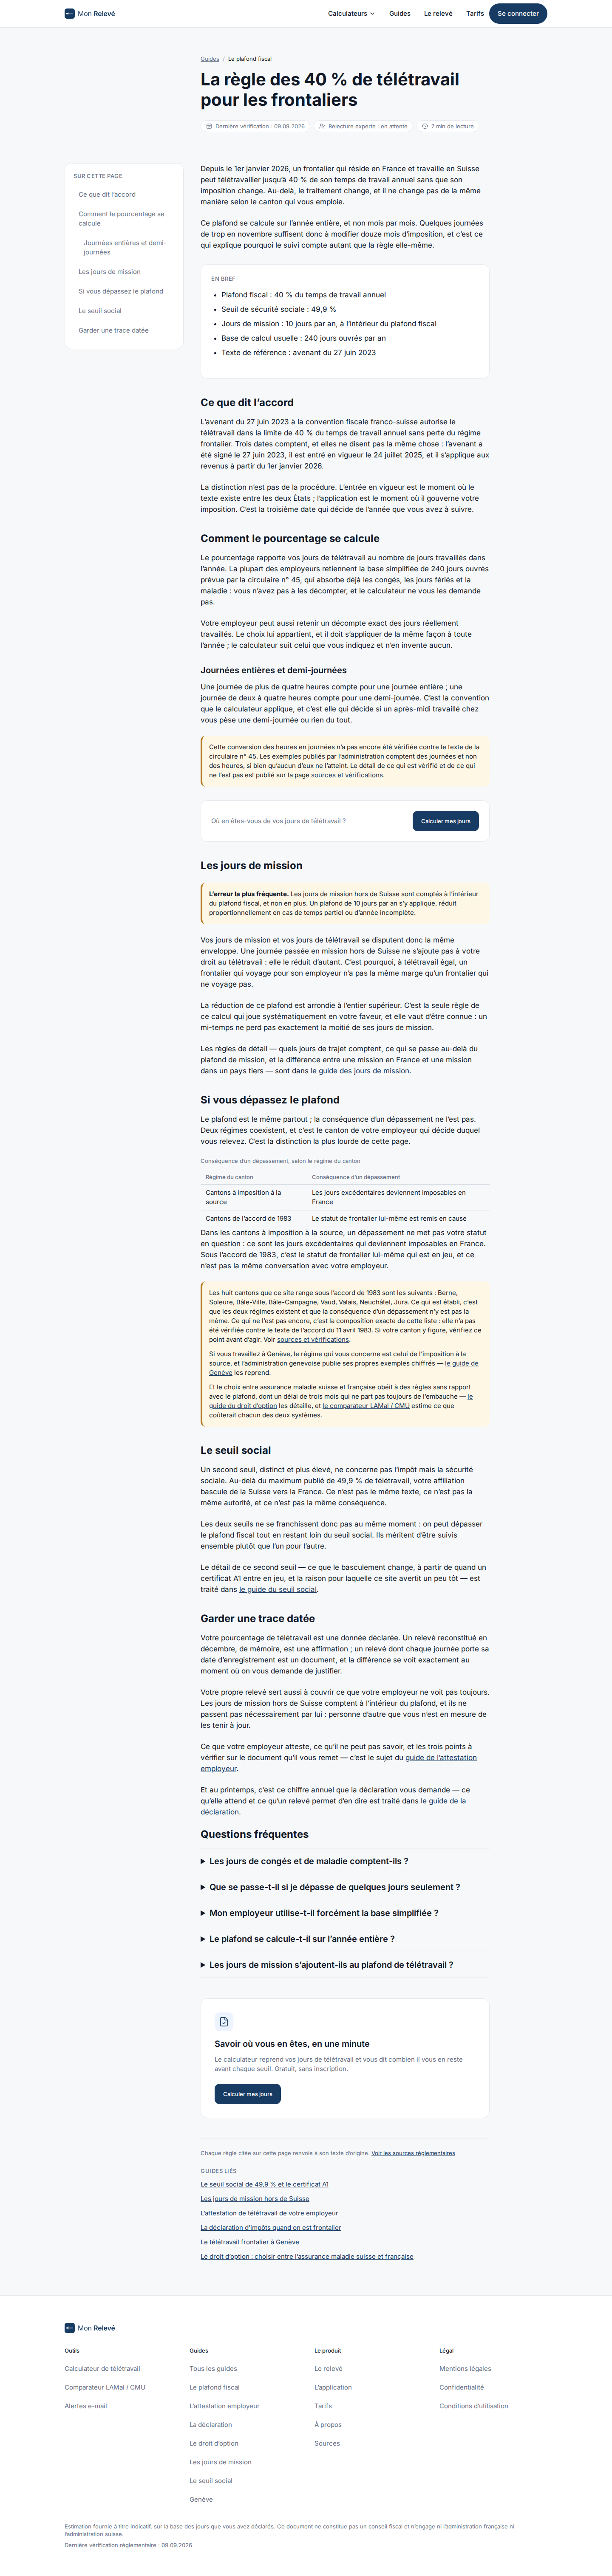 Mon Relevé
Calculateurs
Guides
Le relevé
Tarifs
Se connecter
Guides / Le plafond fiscal
La règle des 40 % de télétravail
pour les frontaliers
Dernière vérification : 09.09.2026
Relecture experte : en attente
7 min de lecture
SUR CETTE PAGE
Ce que dit l’accord
Comment le pourcentage se
calcule
Journées entières et demi-
journées
Les jours de mission
Si vous dépassez le plafond
Le seuil social
Garder une trace datée
Depuis le 1er janvier 2026, un frontalier qui réside en France et travaille en Suisse
peut télétravailler jusqu’à 40 % de son temps de travail annuel sans que son
imposition change. Au-delà, le traitement change, et il ne change pas de la même
manière selon le canton qui vous emploie.
Ce plafond se calcule sur l’année entière, et non mois par mois. Quelques journées
de trop en novembre suffisent donc à modifier douze mois d’imposition, et c’est ce
qui explique pourquoi le suivi compte autant que la règle elle-même.
EN BREF
• Plafond fiscal : 40 % du temps de travail annuel
• Seuil de sécurité sociale : 49,9 %
• Jours de mission : 10 jours par an, à l’intérieur du plafond fiscal
• Base de calcul usuelle : 240 jours ouvrés par an
• Texte de référence : avenant du 27 juin 2023
Ce que dit l’accord
L’avenant du 27 juin 2023 à la convention fiscale franco-suisse autorise le
télétravail dans la limite de 40 % du temps de travail annuel sans perte du régime
frontalier. Trois dates comptent, et elles ne disent pas la même chose : l’avenant a
été signé le 27 juin 2023, il est entré en vigueur le 24 juillet 2025, et il s’applique aux
revenus à partir du 1er janvier 2026.
La distinction n’est pas de la procédure. L’entrée en vigueur est le moment où le
texte existe entre les deux États ; l’application est le moment où il gouverne votre
imposition. C’est la troisième date qui décide de l’année que vous avez à suivre.
Comment le pourcentage se calcule
Le pourcentage rapporte vos jours de télétravail au nombre de jours travaillés dans
l’année. La plupart des employeurs retiennent la base simplifiée de 240 jours ouvrés
prévue par la circulaire n° 45, qui absorbe déjà les congés, les jours fériés et la
maladie : vous n’avez pas à les décompter, et le calculateur ne vous les demande
pas.
Votre employeur peut aussi retenir un décompte exact des jours réellement
travaillés. Le choix lui appartient, et il doit s’appliquer de la même façon à toute
l’année ; le calculateur suit celui que vous indiquez et n’en invente aucun.
Journées entières et demi-journées
Une journée de plus de quatre heures compte pour une journée entière ; une
journée de deux à quatre heures compte pour une demi-journée. C’est la convention
que le calculateur applique, et c’est elle qui décide si un après-midi travaillé chez
vous pèse une demi-journée ou rien du tout.
Cette conversion des heures en journées n’a pas encore été vérifiée contre le texte de la
circulaire n° 45. Les exemples publiés par l’administration comptent des journées et non
des heures, si bien qu’aucun d’eux ne l’atteint. Le détail de ce qui est vérifié et de ce qui
ne l’est pas est publié sur la page sources et vérifications.
Où en êtes-vous de vos jours de télétravail ?
Calculer mes jours
Les jours de mission
L’erreur la plus fréquente. Les jours de mission hors de Suisse sont comptés à l’intérieur
du plafond fiscal, et non en plus. Un plafond de 10 jours par an s’y applique, réduit
proportionnellement en cas de temps partiel ou d’année incomplète.
Vos jours de mission et vos jours de télétravail se disputent donc la même
enveloppe. Une journée passée en mission hors de Suisse ne s’ajoute pas à votre
droit au télétravail : elle le réduit d’autant. C’est pourquoi, à télétravail égal, un
frontalier qui voyage pour son employeur n’a pas la même marge qu’un frontalier qui
ne voyage pas.
La réduction de ce plafond est arrondie à l’entier supérieur. C’est la seule règle de
ce calcul qui joue systématiquement en votre faveur, et elle vaut d’être connue : un
mi-temps ne perd pas exactement la moitié de ses jours de mission.
Les règles de détail — quels jours de trajet comptent, ce qui se passe au-delà du
plafond de mission, et la différence entre une mission en France et une mission
dans un pays tiers — sont dans le guide des jours de mission.
Si vous dépassez le plafond
Le plafond est le même partout ; la conséquence d’un dépassement ne l’est pas.
Deux régimes coexistent, et c’est le canton de votre employeur qui décide duquel
vous relevez. C’est la distinction la plus lourde de cette page.
Conséquence d’un dépassement, selon le régime du canton
Régime du canton
Conséquence d’un dépassement
Cantons à imposition à la
source
Les jours excédentaires deviennent imposables en
France
Cantons de l’accord de 1983
Le statut de frontalier lui-même est remis en cause
Dans les cantons à imposition à la source, un dépassement ne met pas votre statut
en question : ce sont les jours excédentaires qui deviennent imposables en France.
Sous l’accord de 1983, c’est le statut de frontalier lui-même qui est en jeu, et ce
n’est pas la même conversation avec votre employeur.
Les huit cantons que ce site range sous l’accord de 1983 sont les suivants : Berne,
Soleure, Bâle-Ville, Bâle-Campagne, Vaud, Valais, Neuchâtel, Jura. Ce qui est établi, c’est
que les deux régimes existent et que la conséquence d’un dépassement n’y est pas la
même. Ce qui ne l’est pas encore, c’est la composition exacte de cette liste : elle n’a pas
été vérifiée contre le texte de l’accord du 11 avril 1983. Si votre canton y figure, vérifiez ce
point avant d’agir. Voir sources et vérifications.
Si vous travaillez à Genève, le régime qui vous concerne est celui de l’imposition à la
source, et l’administration genevoise publie ses propres exemples chiffrés — le guide de
Genève les reprend.
Et le choix entre assurance maladie suisse et française obéit à des règles sans rapport
avec le plafond, dont un délai de trois mois qui ne part pas toujours de l’embauche — le
guide du droit d’option les détaille, et le comparateur LAMal / CMU estime ce que
coûterait chacun des deux systèmes.
Le seuil social
Un second seuil, distinct et plus élevé, ne concerne pas l’impôt mais la sécurité
sociale. Au-delà du maximum publié de 49,9 % de télétravail, votre affiliation
bascule de la Suisse vers la France. Ce n’est pas le même texte, ce n’est pas la
même autorité, et ce n’est pas la même conséquence.
Les deux seuils ne se franchissent donc pas au même moment : on peut dépasser
le plafond fiscal tout en restant loin du seuil social. Ils méritent d’être suivis
ensemble plutôt que l’un pour l’autre.
Le détail de ce second seuil — ce que le basculement change, à partir de quand un
certificat A1 entre en jeu, et la raison pour laquelle ce site avertit un peu tôt — est
traité dans le guide du seuil social.
Garder une trace datée
Votre pourcentage de télétravail est une donnée déclarée. Un relevé reconstitué en
décembre, de mémoire, est une affirmation ; un relevé dont chaque journée porte sa
date d’enregistrement est un document, et la différence se voit exactement au
moment où on vous demande de justifier.
Votre propre relevé sert aussi à couvrir ce que votre employeur ne voit pas toujours.
Les jours de mission hors de Suisse comptent à l’intérieur du plafond, et ils ne
passent pas nécessairement par lui : personne d’autre que vous n’est en mesure de
les tenir à jour.
Ce que votre employeur atteste, ce qu’il ne peut pas savoir, et les trois points à
vérifier sur le document qu’il vous remet — c’est le sujet du guide de l’attestation
employeur.
Et au printemps, c’est ce chiffre annuel que la déclaration vous demande — ce
qu’elle attend et ce qu’un relevé permet d’en dire est traité dans le guide de la
déclaration.
Questions fréquentes
Les jours de congés et de maladie comptent-ils ?
Que se passe-t-il si je dépasse de quelques jours seulement ?
Mon employeur utilise-t-il forcément la base simplifiée ?
Le plafond se calcule-t-il sur l’année entière ?
Les jours de mission s’ajoutent-ils au plafond de télétravail ?
Savoir où vous en êtes, en une minute
Le calculateur reprend vos jours de télétravail et vous dit combien il vous en reste
avant chaque seuil. Gratuit, sans inscription.
Calculer mes jours
Chaque règle citée sur cette page renvoie à son texte d’origine. Voir les sources réglementaires
GUIDES LIÉS
Le seuil social de 49,9 % et le certificat A1
Les jours de mission hors de Suisse
L’attestation de télétravail de votre employeur
La déclaration d’impôts quand on est frontalier
Le télétravail frontalier à Genève
Le droit d’option : choisir entre l’assurance maladie suisse et française
Mon Relevé
Outils
Calculateur de télétravail
Comparateur LAMal / CMU
Alertes e-mail
Guides
Tous les guides
Le plafond fiscal
L’attestation employeur
La déclaration
Le droit d’option
Les jours de mission
Le seuil social
Genève
Le produit
Le relevé
L’application
Tarifs
À propos
Sources
Légal
Mentions légales
Confidentialité
Conditions d’utilisation
Estimation fournie à titre indicatif, sur la base des jours que vous avez déclarés. Ce document ne constitue pas un conseil fiscal et n’engage ni l’administration française ni
l’administration suisse.
Dernière vérification réglementaire : 09.09.2026